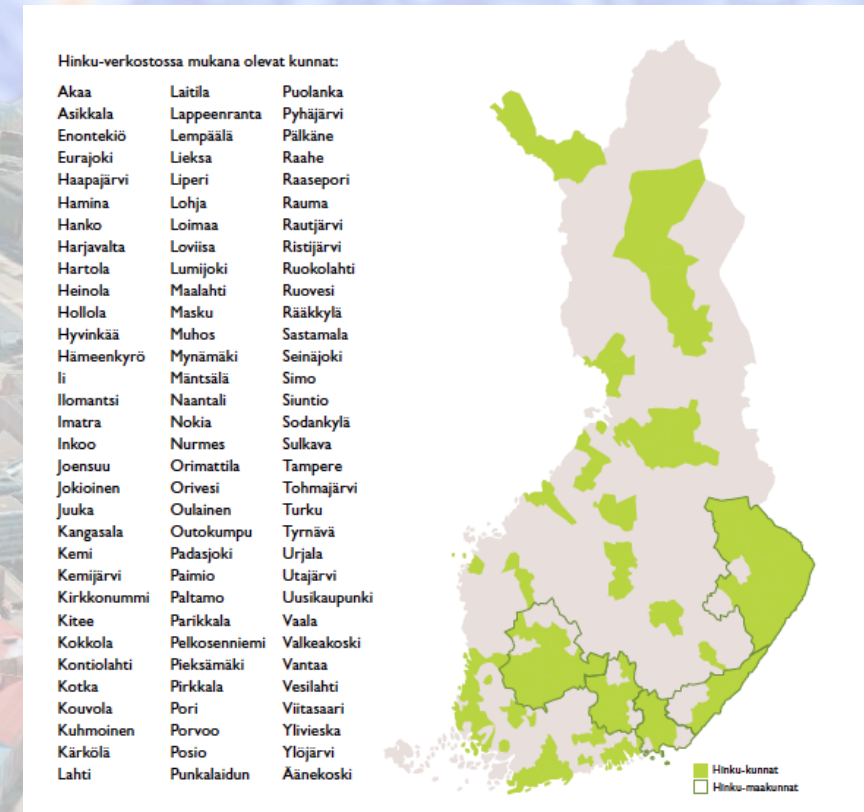 Hinku-verkostossa mukana olevat kunnat:
Akaa
Asikkala
Enontekiö
Eurajoki
Haapajärvi
Hamina
Hanko
Harjavalta
Hartola
Heinola
Hollola
Hyvinkää
Hämeenkyrö
Ii
Ilomantsi
Imatra
Inkoo
Joensuu
Jokioinen
Juuka
Kangasala
Kemi
Kemijärvi
Kirkkonummi
Kitee
Kokkola
Kontiolahti
Kotka
Kouvola
Kuhmoinen
Kärkölä
Lahti
Laitila
Lappeenranta
Lempäälä
Lieksa
Liperi
Lohja
Loimaa
Loviisa
Lumijoki
Maalahti
Masku
Muhos
Mynämäki
Mäntsälä
Naantali
Nokia
Nurmes
Orimattila
Orivesi
Oulainen
Outokumpu
Padasjoki
Paimio
Paltamo
Parikkala
Pelkosenniemi
Pieksämäki
Pirkkala
Pori
Porvoo
Posio
Punkalaidun
Puolanka
Pyhäjärvi
Pälkäne
Raahe
Raasepori
Rauma
Rautjärvi
Ristijärvi
Ruokolahti
Ruovesi
Rääkkylä
Sastamala
Seinäjoki
Simo
Siuntio
Sodankylä
Sulkava
Tampere
Tohmajärvi
Turku
Tyrnävä
Urjala
Utajärvi
Uusikaupunki
Vaala
Valkeakoski
Vantaa
Vesilahti
Viitasaari
Ylivieska
Ylöjärvi
Äänekoski
Hinku-kunnat
Hinku-maakunnat